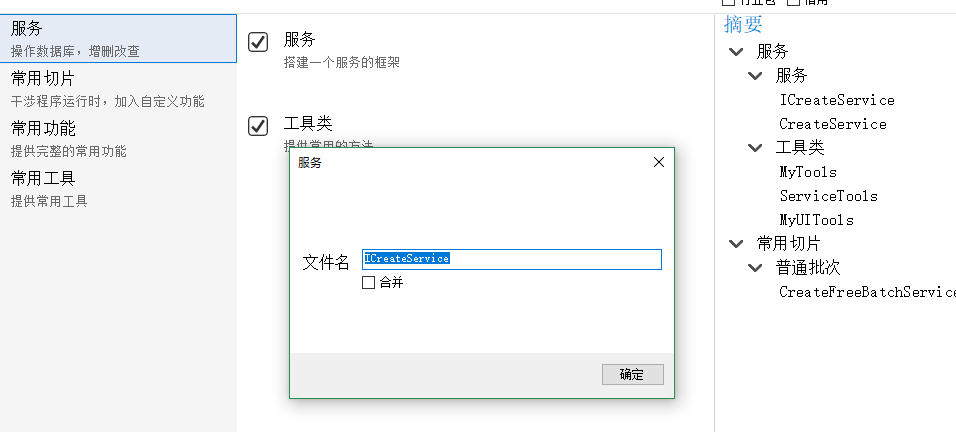 服务
操作数据库，增删改查
常用切片
干涉程序运行时，加入自定义功能
常用功能
提供完整的常用功能
常用工具
提供常用工具
服务
搭建一个服务的框架
工具类
提供常用的方法
服务
文件名
ICreateService
合并
确定
摘要
服务
服务
ICreateService
CreateService
工具类
MyTools
ServiceTools
MyUITools
常用切片
普通批次
CreateFreeBatchService